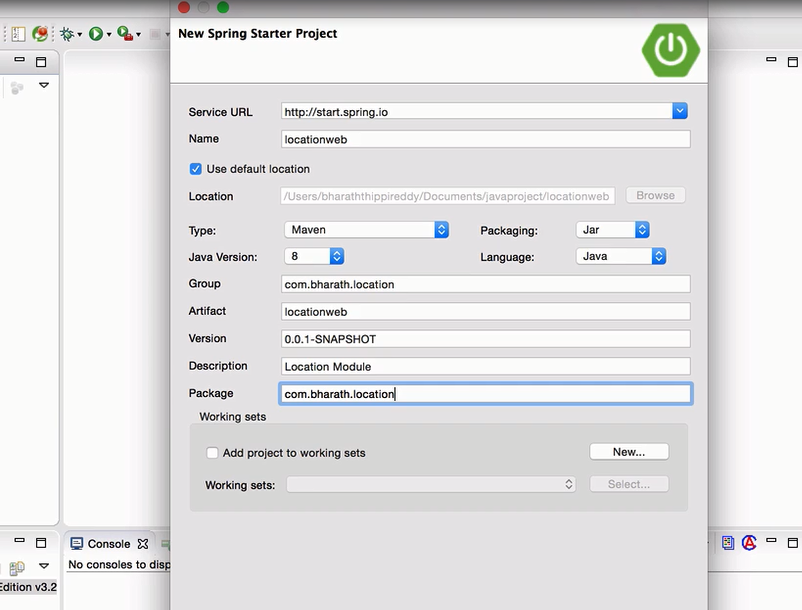 New Spring Starter Project
Service URL http://start.spring.io
Name locationweb
Use default location
Location /Users/bharaththippireddy/Documents/javaproject/locationweb Browse
Type: Maven Packaging: Jar
Java Version: 8 Language: Java
Group com.bharath.location
Artifact locationweb
Version 0.0.1-SNAPSHOT
Description Location Module
Package com.bharath.location
Working sets
Add project to working sets New...
Working sets: Select...
Console
No consoles to disp
Edition v3.2